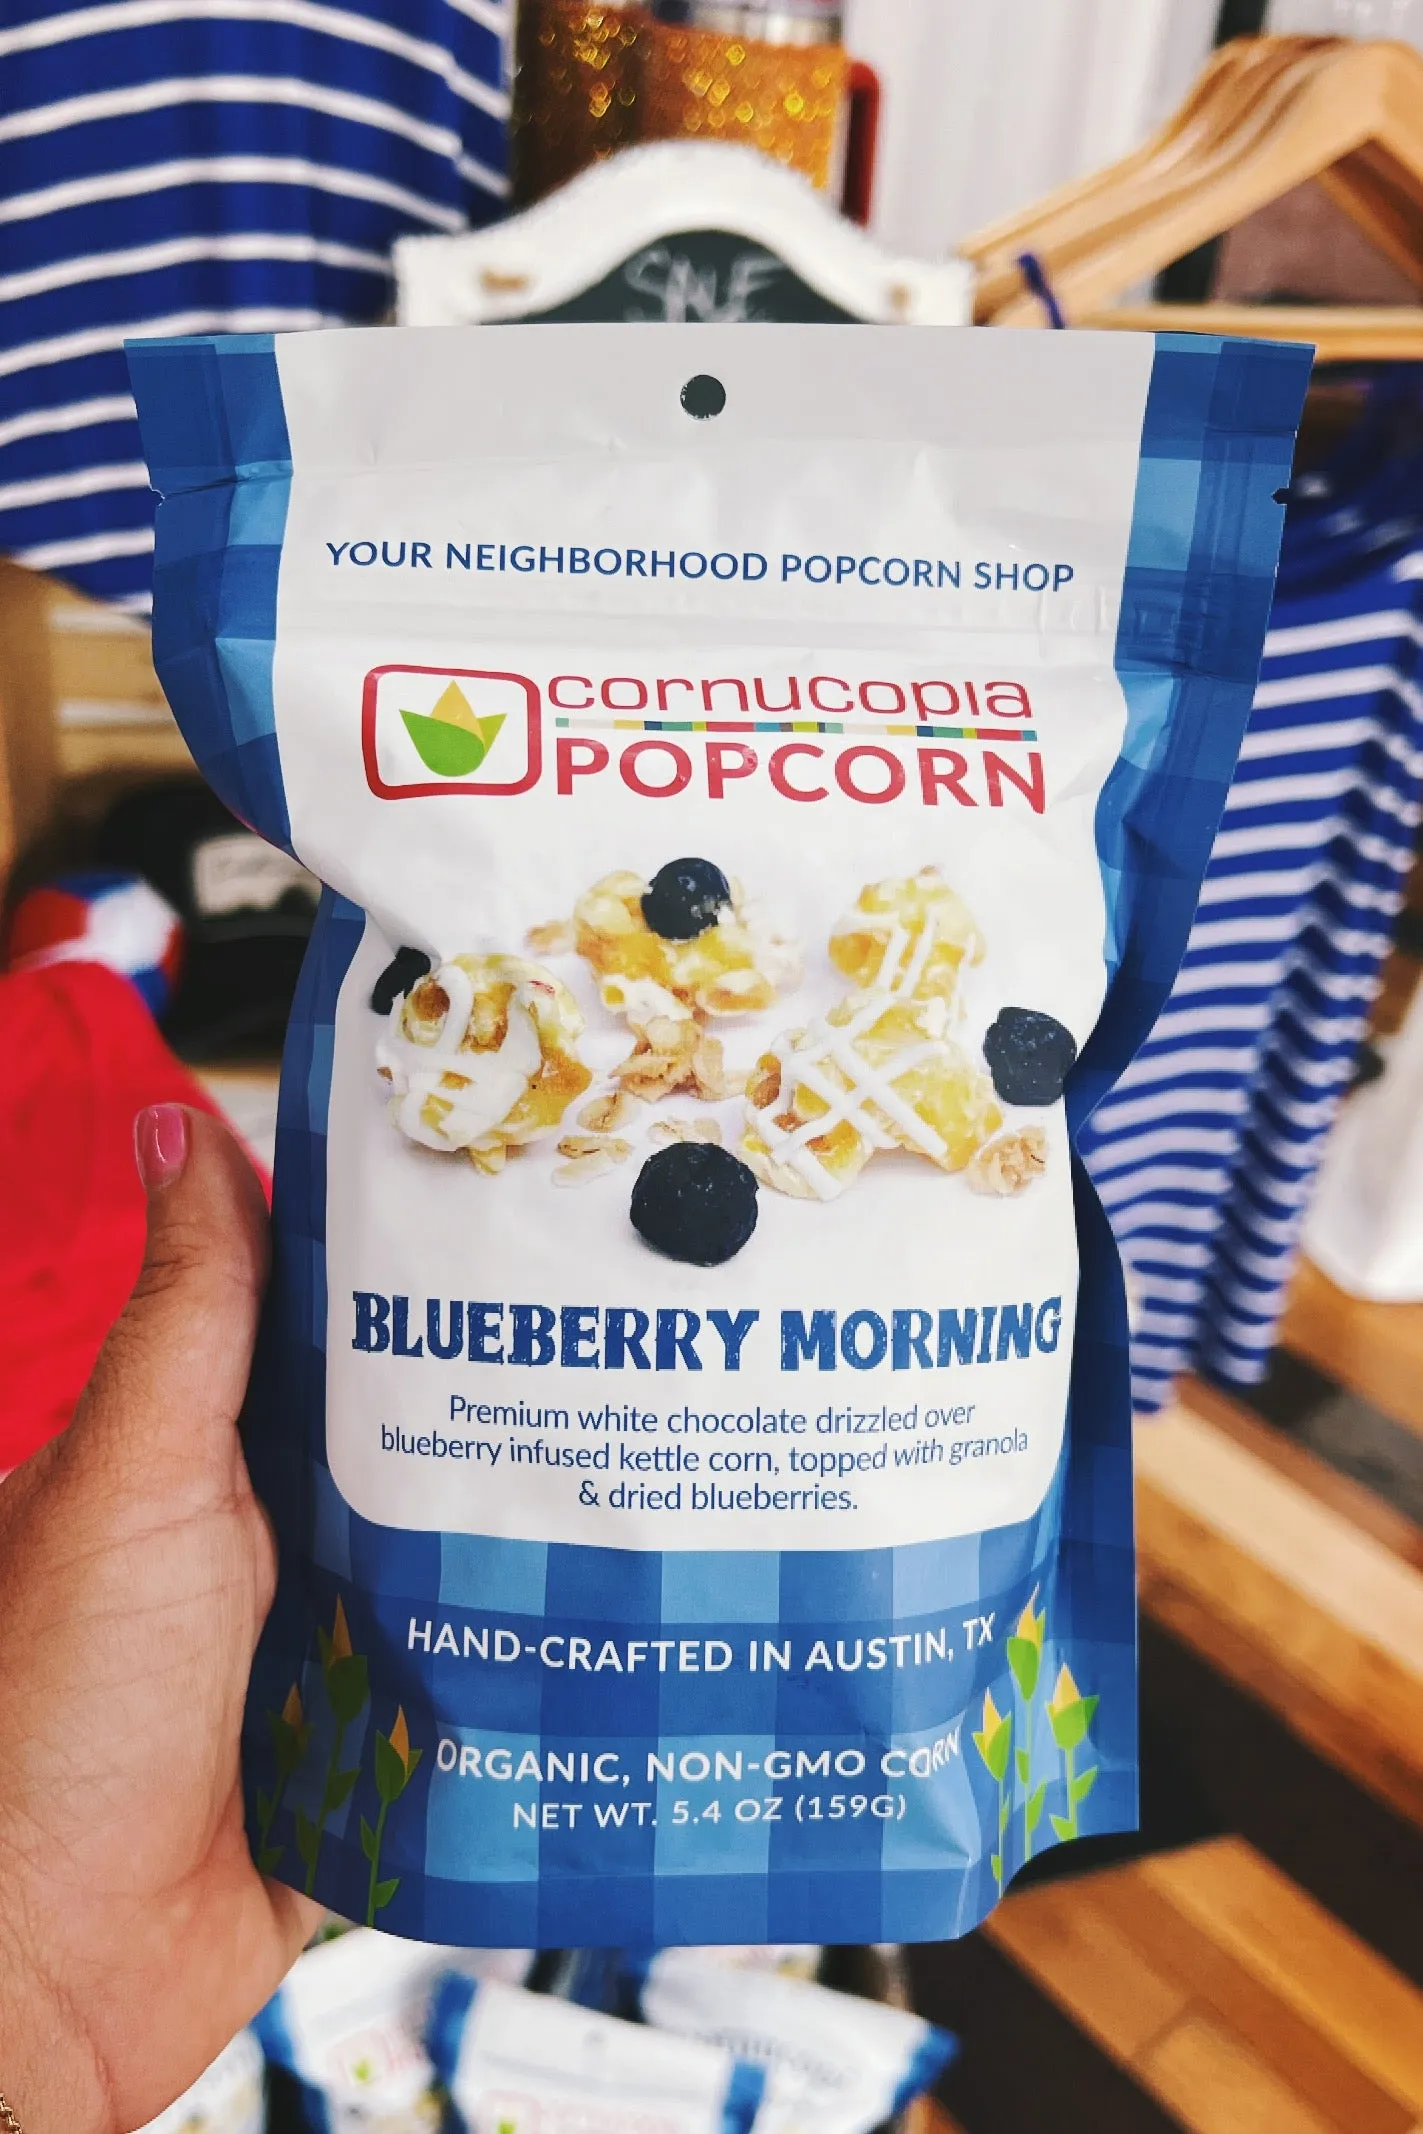 SALE
YOUR NEIGHBORHOOD POPCORN SHOP
cornucopia
POPCORN
BLUEBERRY MORNING
Premium white chocolate drizzled over
blueberry infused kettle corn, topped with granola
& dried blueberries.
HAND-CRAFTED IN AUSTIN, TX
ORGANIC, NON-GMO CORN
NET WT. 5.4 OZ (159G)